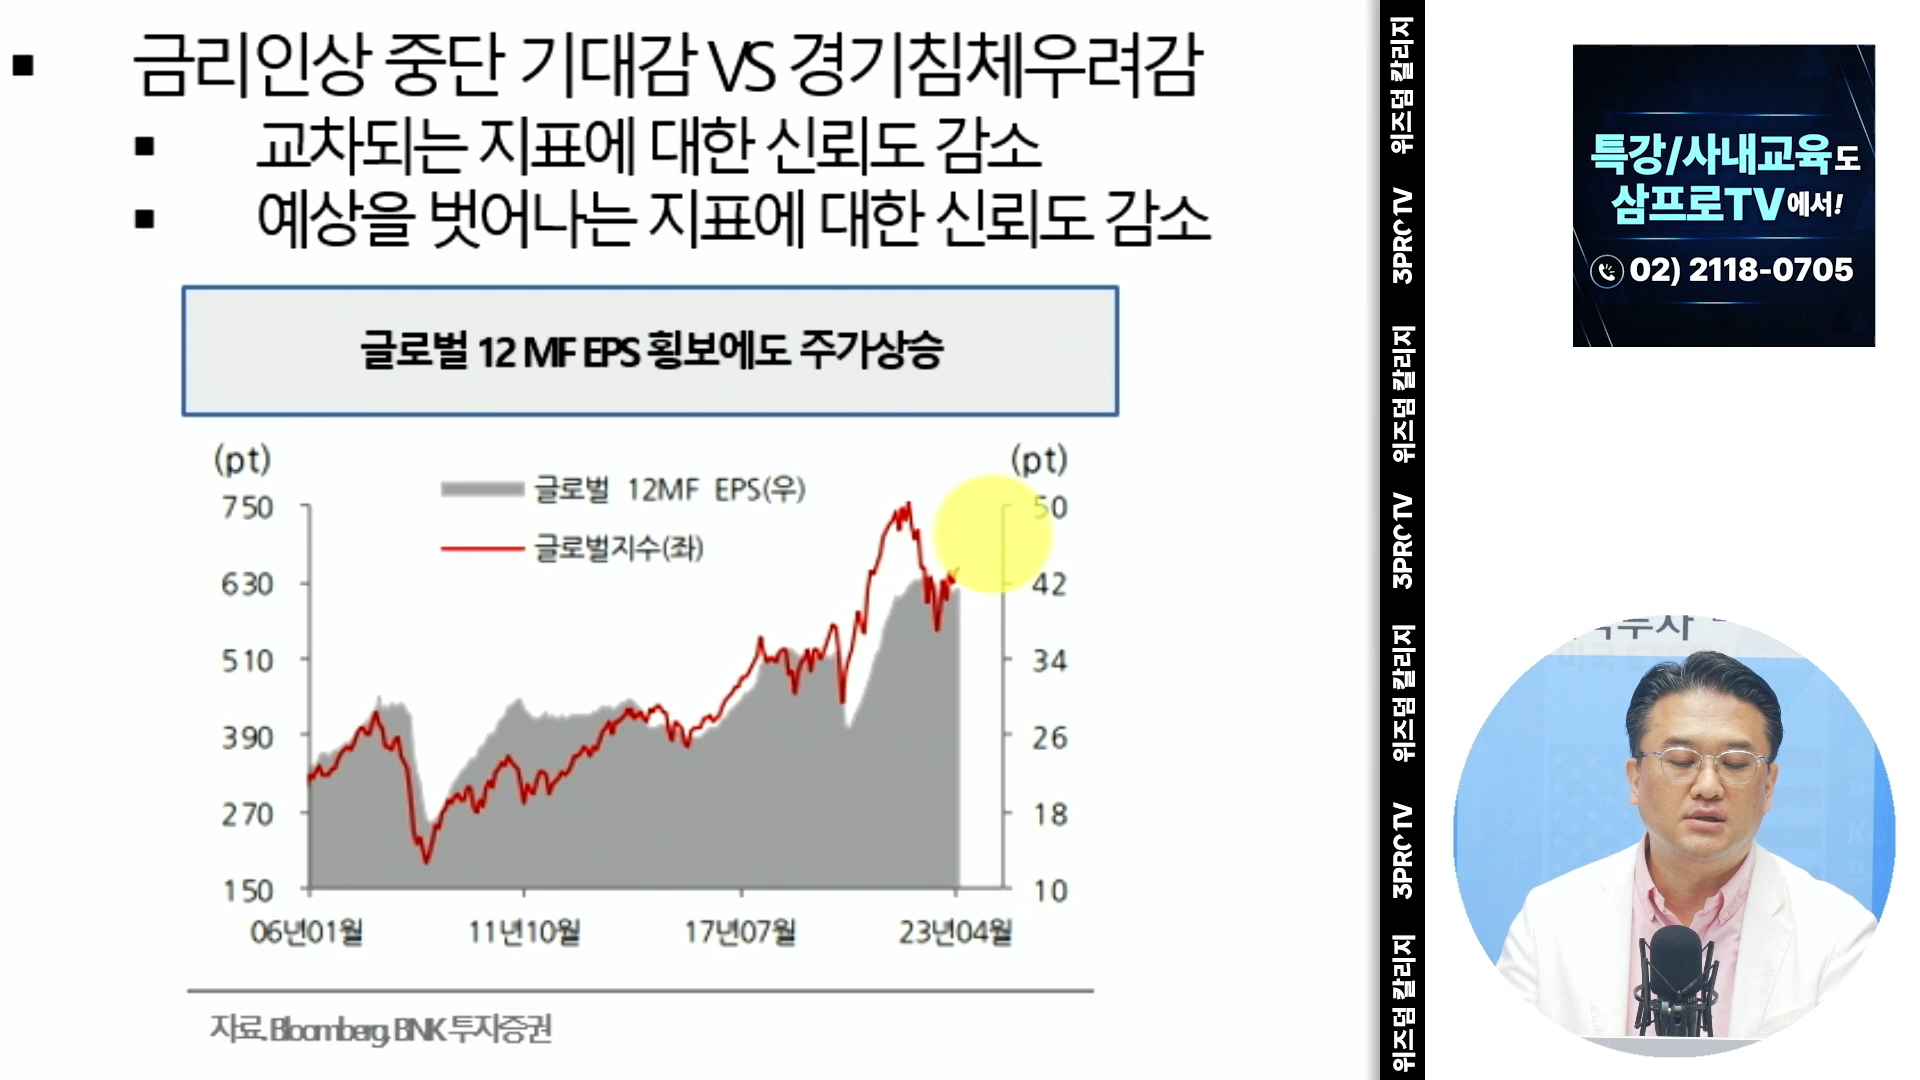 금리인상 중단 기대감 VS 경기침체우려감
교차되는 지표에 대한 신뢰도 감소
예상을 벗어나는 지표에 대한 신뢰도 감소
글로벌 12 MF EPS 횡보에도 주가상승
(pt)
(pt)
글로벌 12MF EPS(우)
글로벌지수(좌)
750
630
510
390
270
150
50
42
34
26
18
10
06년01월
11년10월
17년07월
23년04월
자료. Bloomberg, BNK 투자증권
위즈덤 칼리지
3PROTV
위즈덤 칼리지
3PROTV
위즈덤 칼리지
3PROTV
위즈덤 칼리지
특강/사내교육도
삼프로TV에서!
02) 2118-0705